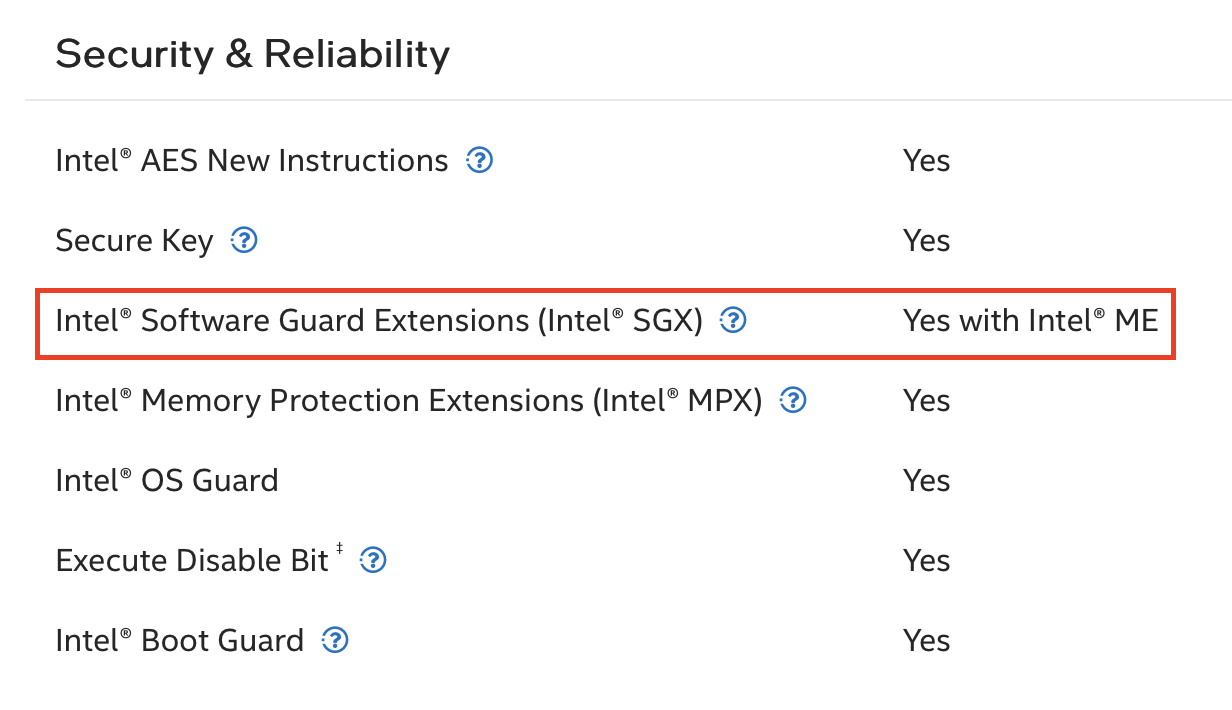 Security & Reliability
Intel® AES New Instructions Yes
Secure Key Yes
Intel® Software Guard Extensions (Intel® SGX) Yes with Intel® ME
Intel® Memory Protection Extensions (Intel® MPX) Yes
Intel® OS Guard Yes
Execute Disable Bit ‡ Yes
Intel® Boot Guard Yes